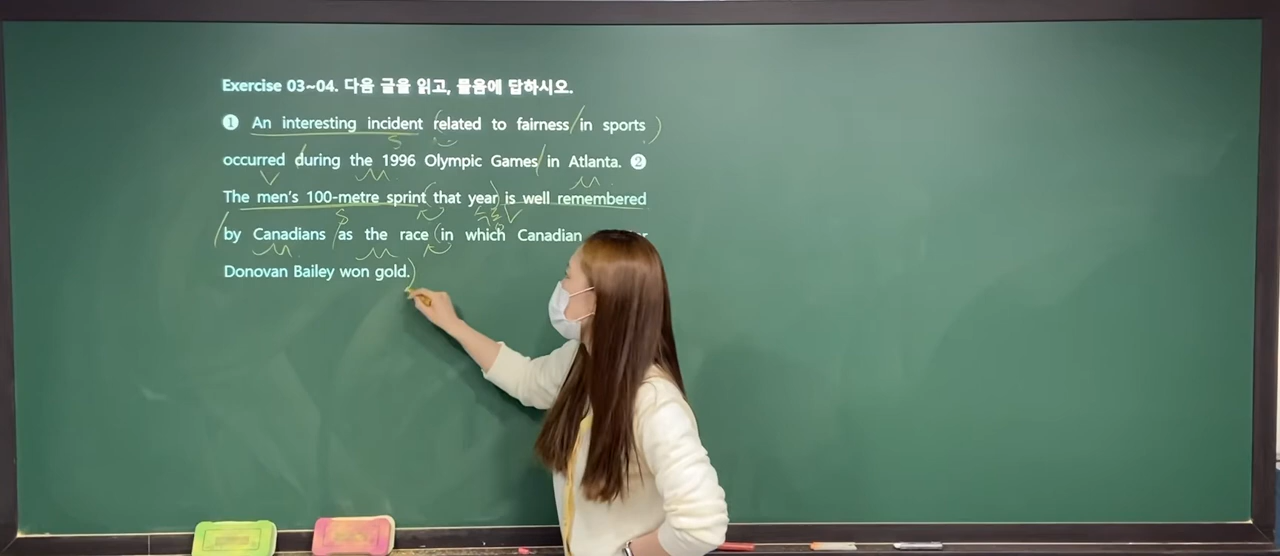 Exercise 03~04. 다음 글을 읽고, 물음에 답하시오.
❶ An interesting incident related to fairness in sports
occurred during the 1996 Olympic Games in Atlanta. ❷
The men's 100-metre sprint that year is well remembered
by Canadians as the race in which Canadian
Donovan Bailey won gold.